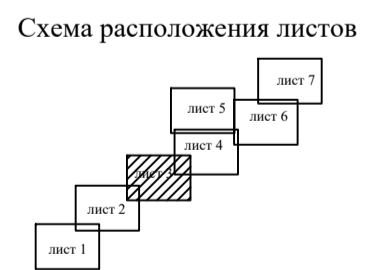 Схема расположения листов
лист 7
лист 5
лист 6
лист 4
лист 3
лист 2
лист 1